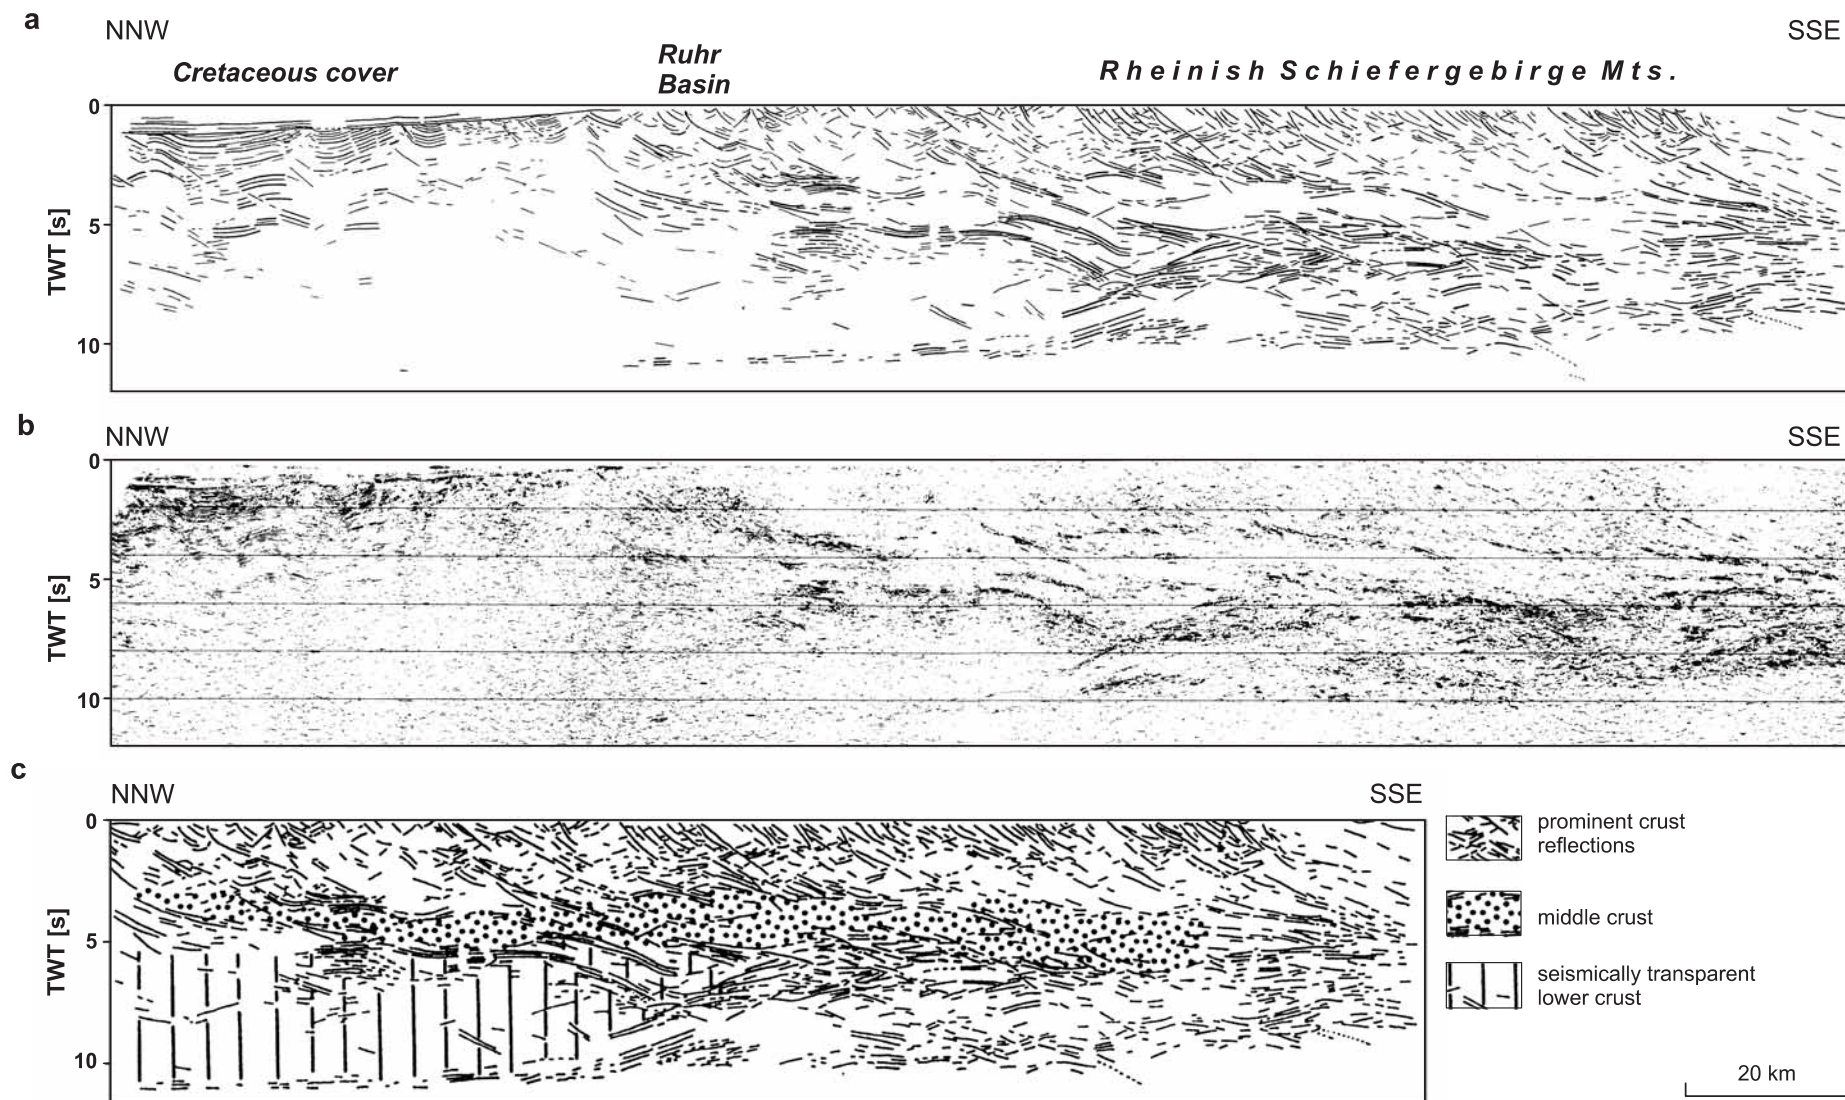 a
NNW
SSE
Cretaceous cover
Ruhr
Basin
Rheinish Schiefergebirge Mts.
0
5
10
TWT [s]
b
NNW
SSE
0
5
10
TWT [s]
c
NNW
SSE
0
5
10
TWT [s]
prominent crust
reflections
middle crust
seismically transparent
lower crust
20 km